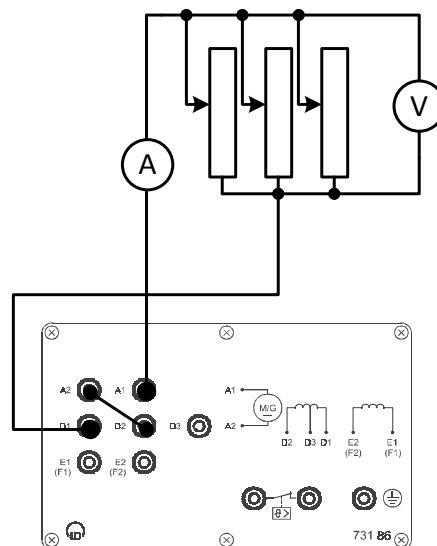 V
A
A2 A1 A1
M/G
D1 D2 D3 A2
D2 D3 D1 E2 E1
(F2) (F1)
E1 E2
(F1) (F2)
ϑ >
LD 731 86